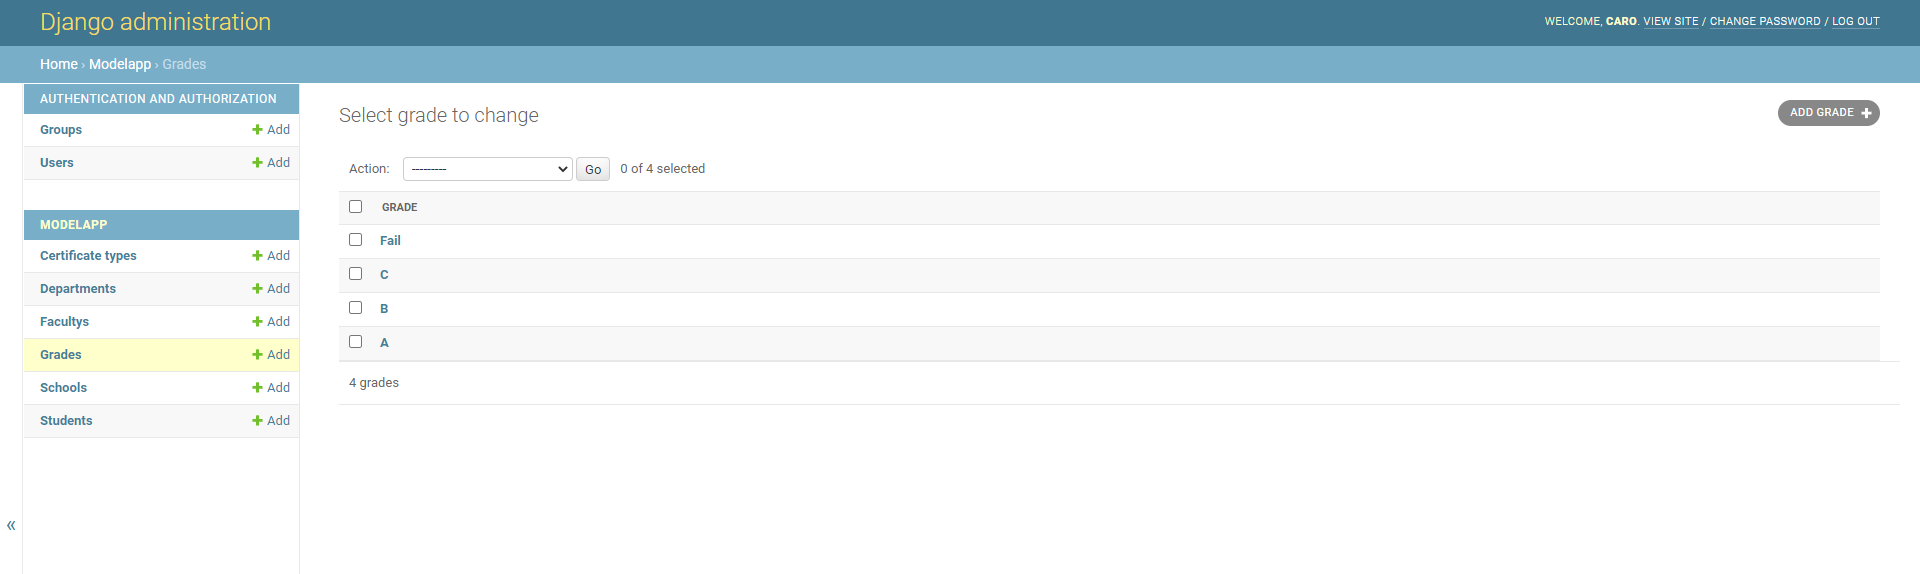 Django administration
WELCOME, CARO. VIEW SITE / CHANGE PASSWORD / LOG OUT
Home › Modelapp › Grades
AUTHENTICATION AND AUTHORIZATION
Groups + Add
Users + Add
MODELAPP
Certificate types + Add
Departments + Add
Facultys + Add
Grades + Add
Schools + Add
Students + Add
«
Select grade to change
ADD GRADE +
Action: --------- Go 0 of 4 selected
GRADE
Fail
C
B
A
4 grades